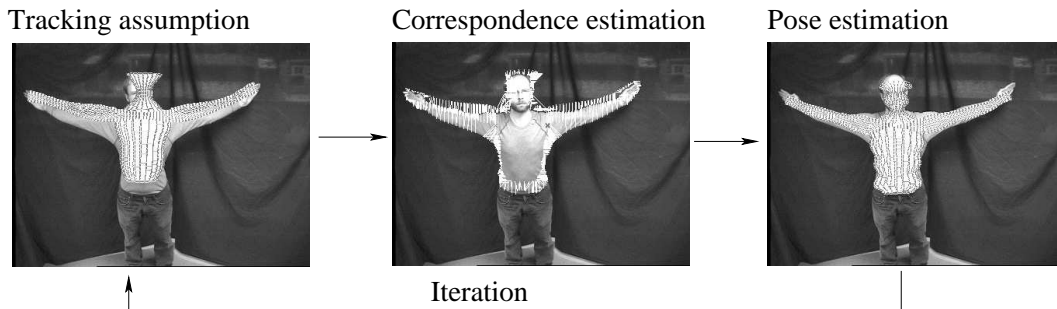 Tracking assumption
Correspondence estimation
Pose estimation
Iteration